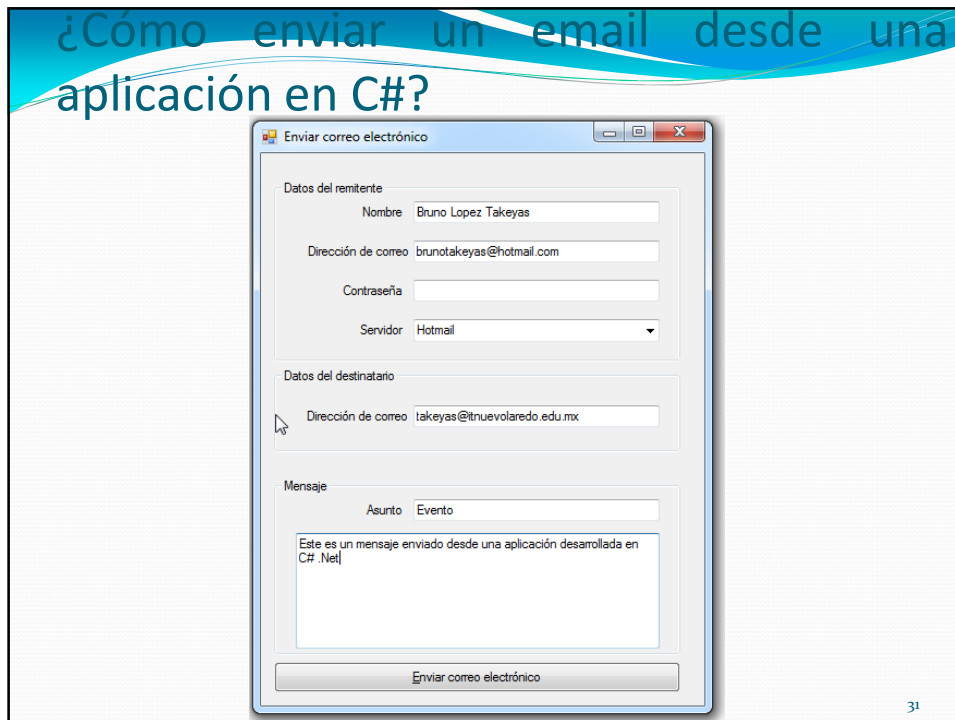 ¿Cómo enviar un email desde una
aplicación en C#?
Enviar correo electrónico
Datos del remitente
Nombre Bruno Lopez Takeyas
Dirección de correo brunotakeyas@hotmail.com
Contraseña
Servidor Hotmail
Datos del destinatario
Dirección de correo takeyas@itnuevolaredo.edu.mx
Mensaje
Asunto Evento
Este es un mensaje enviado desde una aplicación desarrollada en
C# .Net
Enviar correo electrónico
31